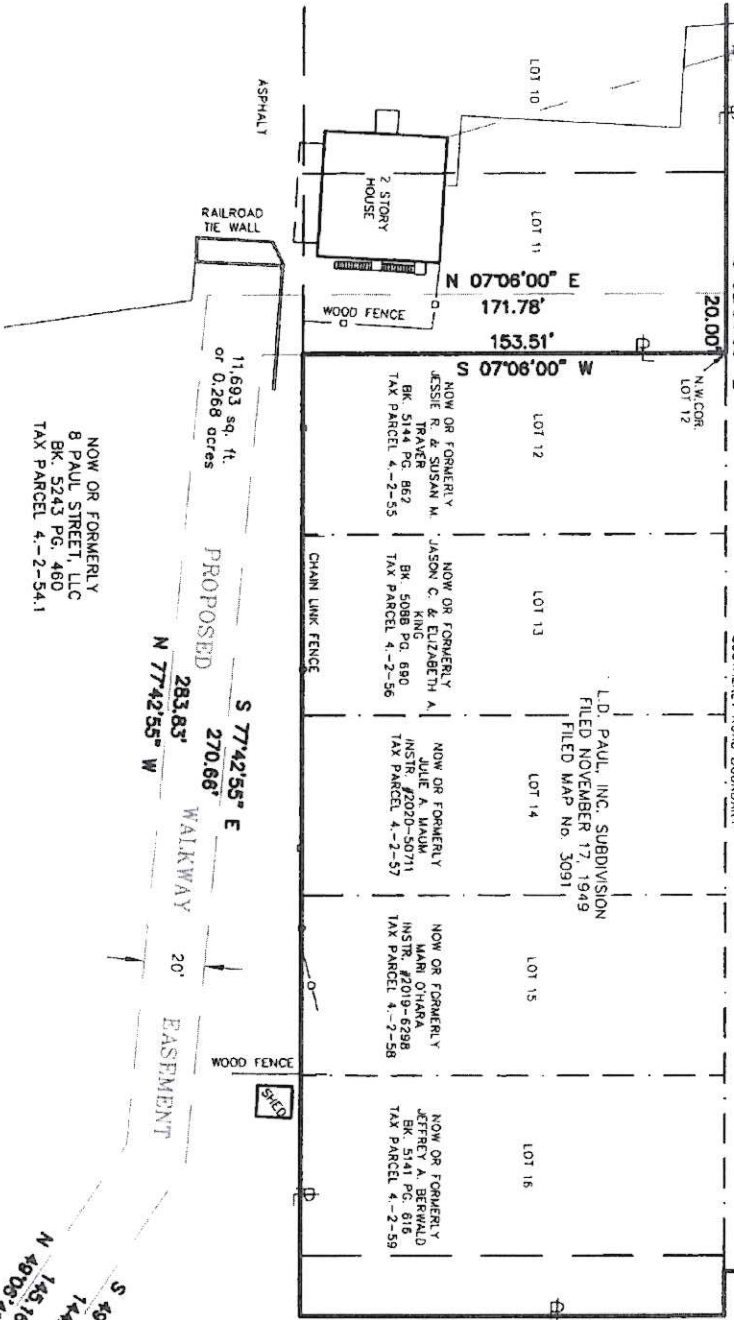 LOT 10
LOT 11
2 STORY
HOUSE
ASPHALT
RAILROAD
TIE WALL
WOOD FENCE
N 07°06'00" E
171.78'
153.51'
S 07°06'00" W
20.00'
N.W.COR.
LOT 12
LOT 12
NOW OR FORMERLY
JESSIE R. & SUSAN M.
TRAVER
BK. 5144 PG. 862
TAX PARCEL 4.-2-55
LOT 13
NOW OR FORMERLY
JASON C. & ELIZABETH A.
KING
BK. 5088 PG. 690
TAX PARCEL 4.-2-56
L.D. PAUL, INC. SUBDIVISION
FILED NOVEMBER 17, 1949
FILED MAP No. 3091
LOT 14
NOW OR FORMERLY
JULIE A. MAUM
INSTR. #2020-50711
TAX PARCEL 4.-2-57
LOT 15
NOW OR FORMERLY
MARI O'HARA
INSTR. #2019-6298
TAX PARCEL 4.-2-58
LOT 16
NOW OR FORMERLY
JEFFREY A. BERWALD
BK. 5141 PG. 616
TAX PARCEL 4.-2-59
CHAIN LINK FENCE
WOOD FENCE
SHED
11,693 sq. ft.
or 0.268 acres
PROPOSED WALKWAY EASEMENT
20'
S 77°42'55" E
270.66'
283.83'
N 77°42'55" W
NOW OR FORMERLY
8 PAUL STREET, LLC
BK. 5243 PG. 460
TAX PARCEL 4.-2-54.1
145.16